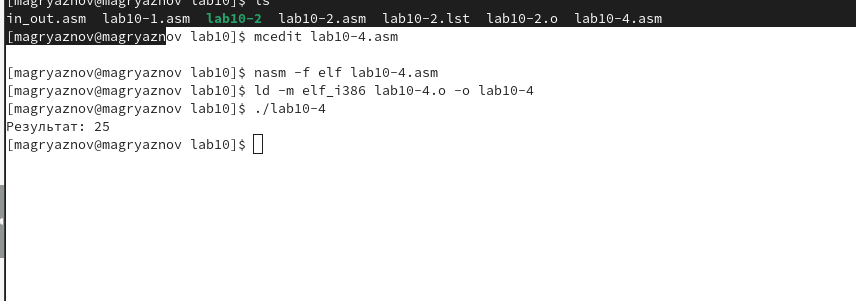 [magryaznov@magryaznov lab10]$ ls
in_out.asm  lab10-1.asm  lab10-2  lab10-2.asm  lab10-2.lst  lab10-2.o  lab10-4.asm
[magryaznov@magryaznov lab10]$ mcedit lab10-4.asm
[magryaznov@magryaznov lab10]$ nasm -f elf lab10-4.asm
[magryaznov@magryaznov lab10]$ ld -m elf_i386 lab10-4.o -o lab10-4
[magryaznov@magryaznov lab10]$ ./lab10-4
Результат: 25
[magryaznov@magryaznov lab10]$